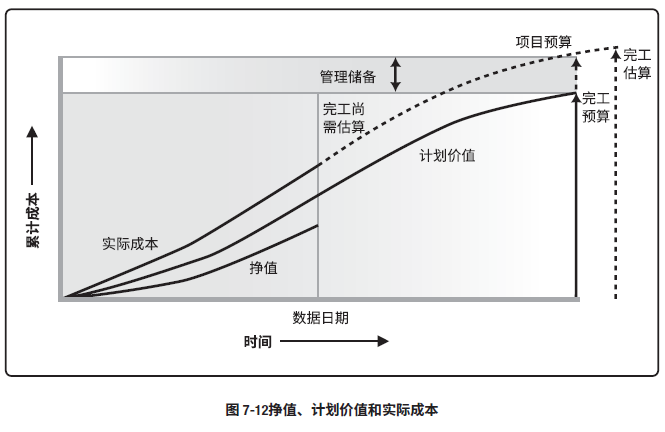 项目预算
完工
估算
管理储备
完工尚
需估算
完工
预算
计划价值
累计成本
实际成本
挣值
数据日期
时间
图 7-12挣值、计划价值和实际成本